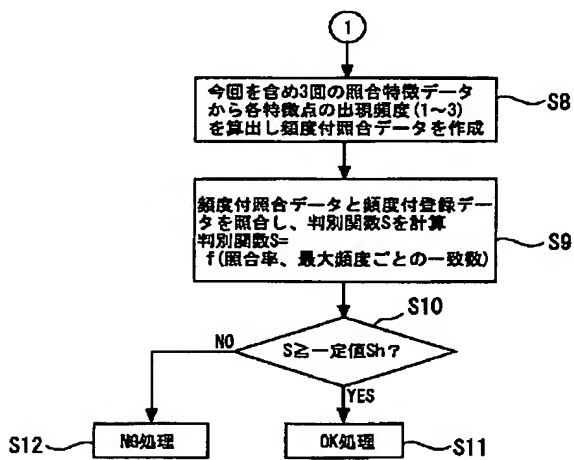 1
今回を含め3回の照合特徴データ
から各特徴点の出現頻度(1~3)
を算出し頻度付照合データを作成
S8
頻度付照合データと頻度付登録デー
タを照合し、判別関数Sを計算
判別関数S=
f(照合率、最大頻度ごとの一致数)
S9
S10
S≧一定値Sh?
NO
YES
S12
NG処理
OK処理
S11